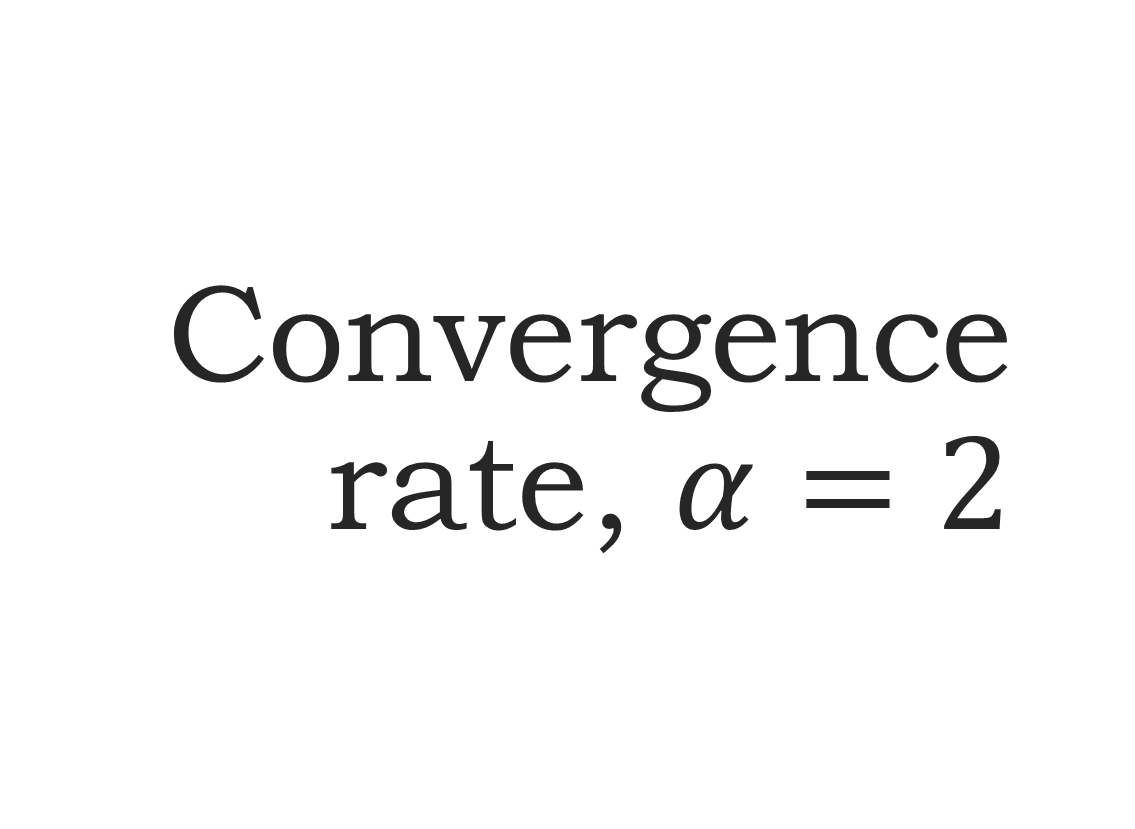 Convergence
rate, 𝛼 = 2